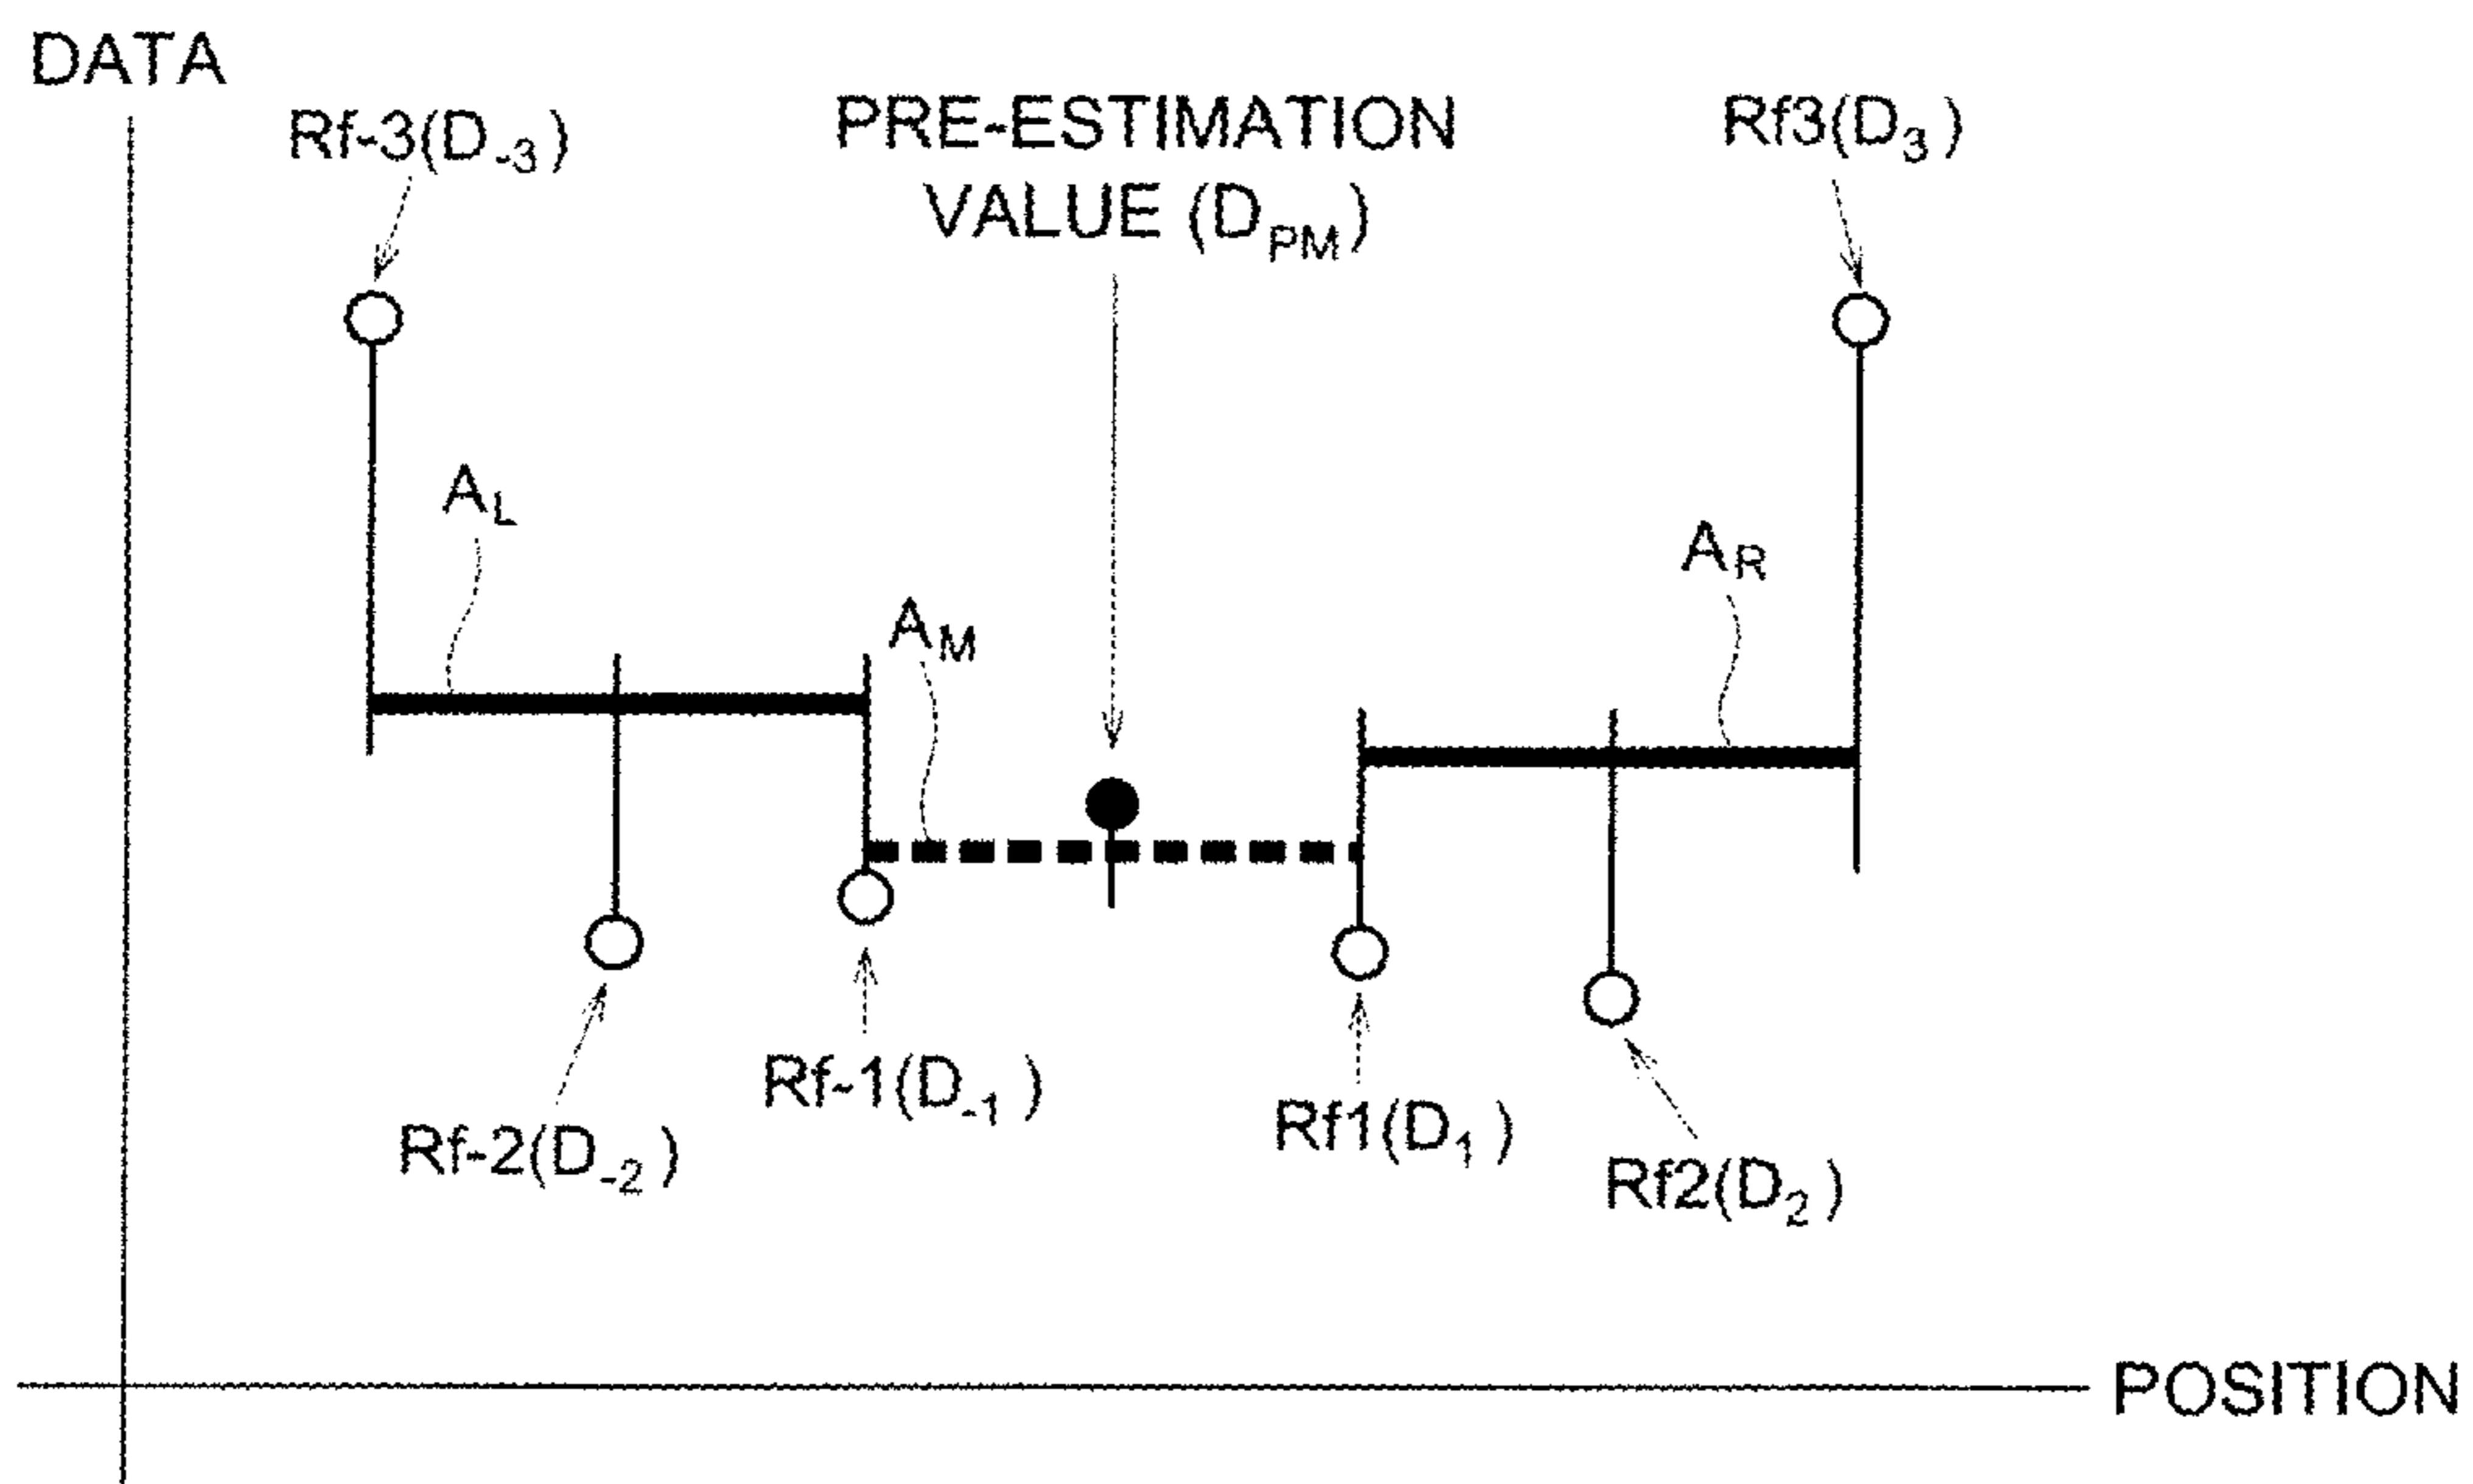 DATA
Rf-3(D-3)
PRE-ESTIMATION
VALUE (DPM)
Rf3(D3)
AL
AM
AR
Rf-1(D-1)
Rf-2(D-2)
Rf1(D1)
Rf2(D2)
POSITION